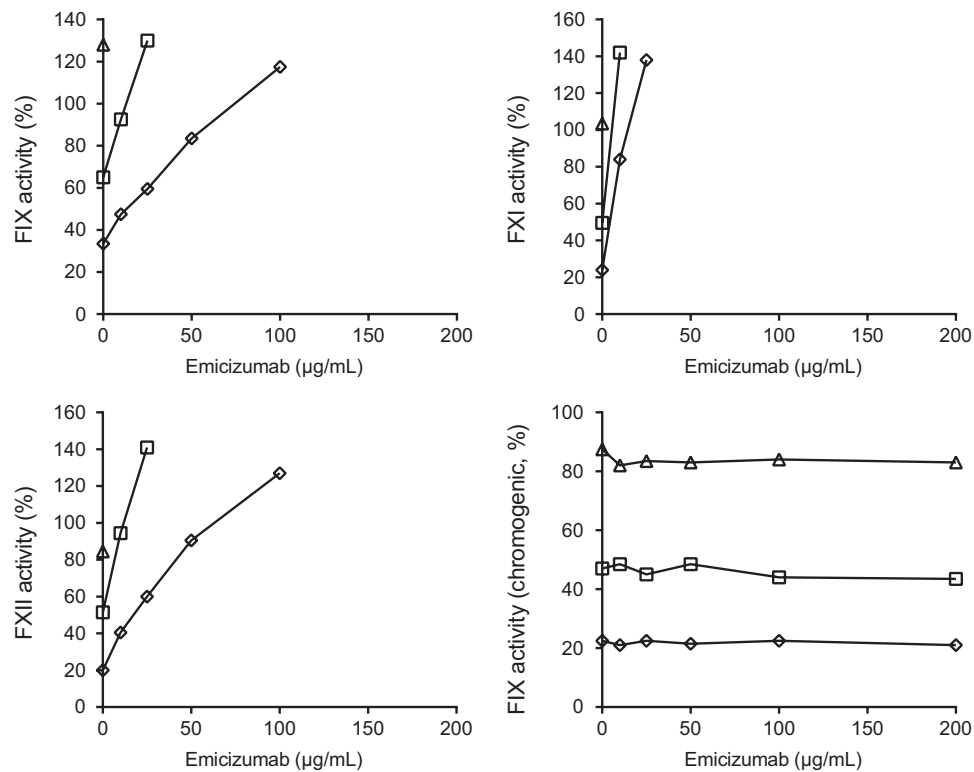 FIX activity (%)
140
120
100
80
60
40
20
0
0 50 100 150 200
Emicizumab (µg/mL)
FXI activity (%)
160
140
120
100
160
80
60
40
20
0
0 50 100 150 200
Emicizumab (µg/mL)
FXII activity (%)
160
140
120
100
80
60
40
20
0
0 50 100 150 200
Emicizumab (µg/mL)
FIX activity (chromogenic, %)
100
80
60
40
20
0
0 50 100 150 200
Emicizumab (µg/mL)